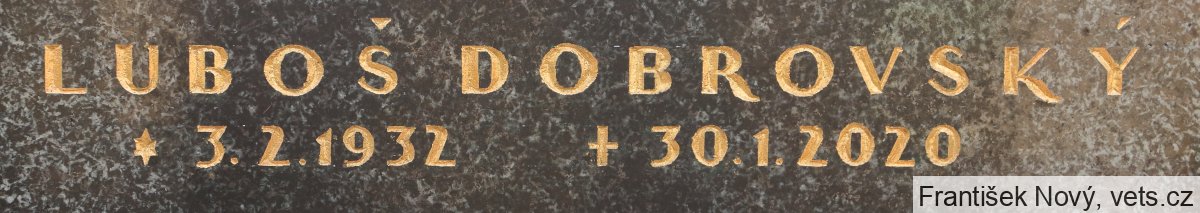 LUBOŠ DOBROVSKÝ
* 3.2.1932 † 30.1.2020
František Nový, vets.cz